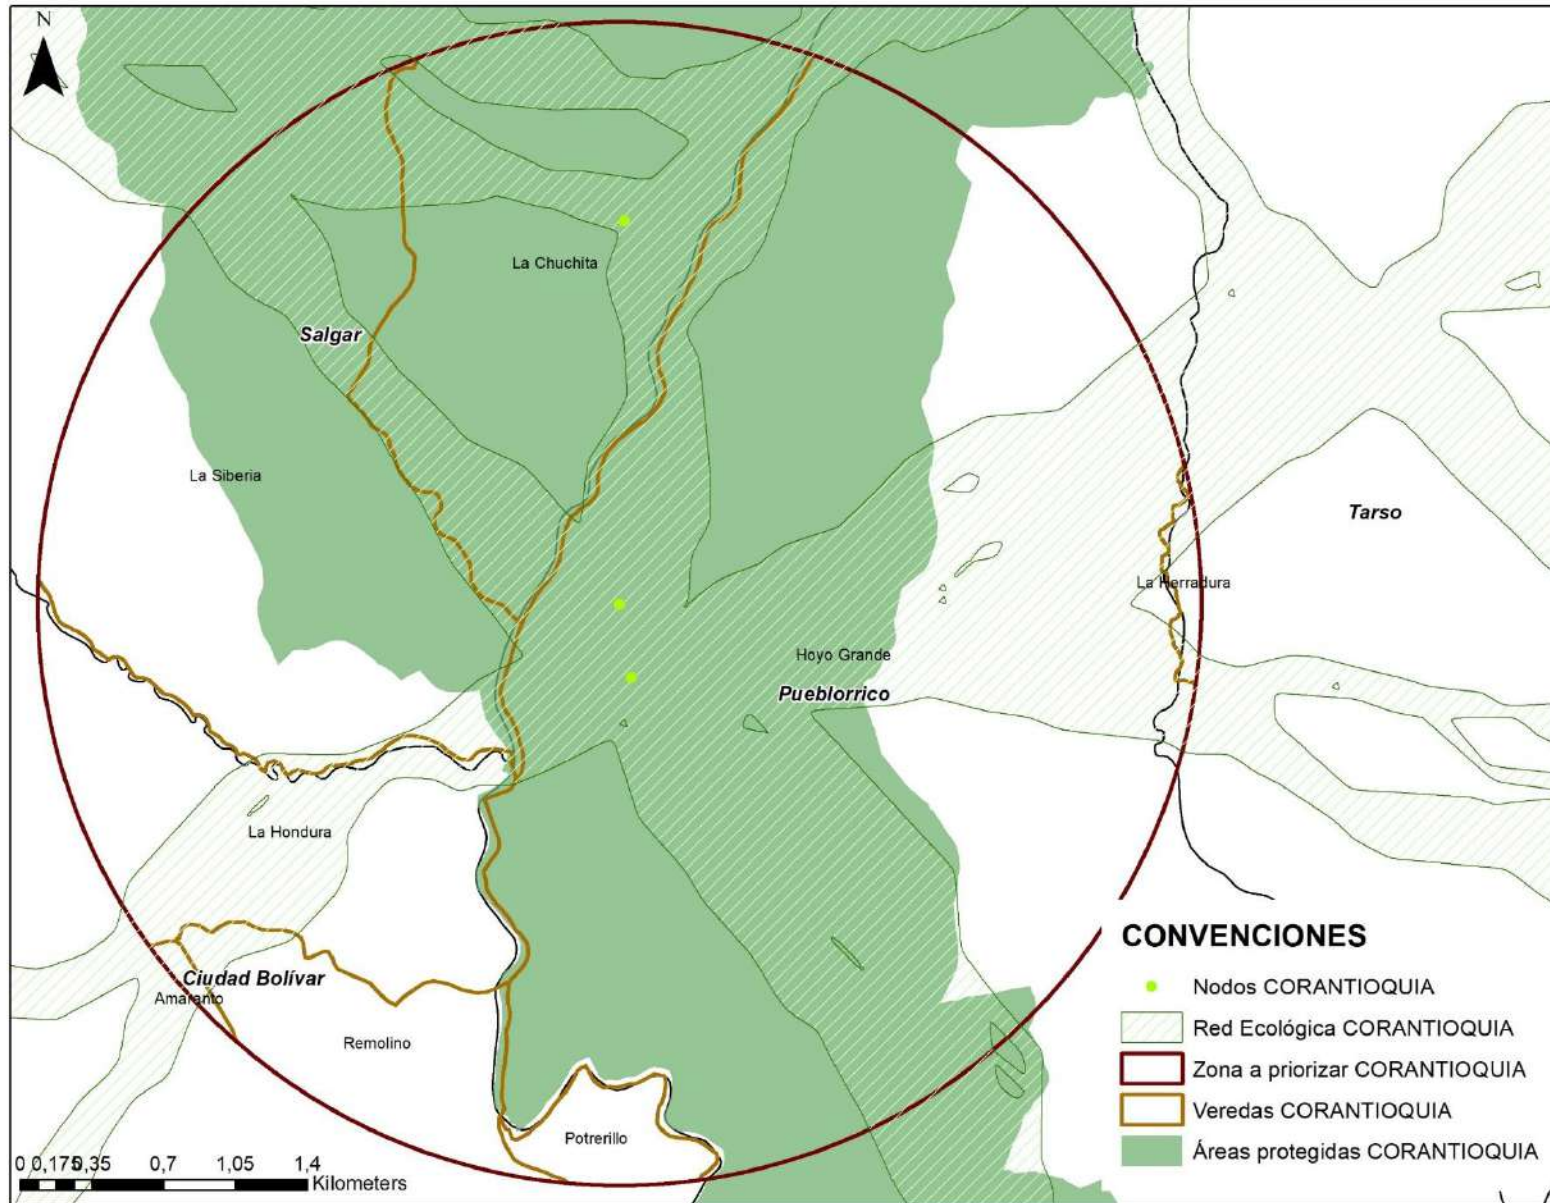 N
La Chuchita
Salgar
La Siberia
Tarso
La Herradura
Hoyo Grande
Pueblorrico
La Hondura
Ciudad Bolívar
Amaranto
Remolino
Potrerillo
CONVENCIONES
Nodos CORANTIOQUIA
Red Ecológica CORANTIOQUIA
Zona a priorizar CORANTIOQUIA
Veredas CORANTIOQUIA
Áreas protegidas CORANTIOQUIA
0 0,175 0,35 0,7 1,05 1,4
Kilometers